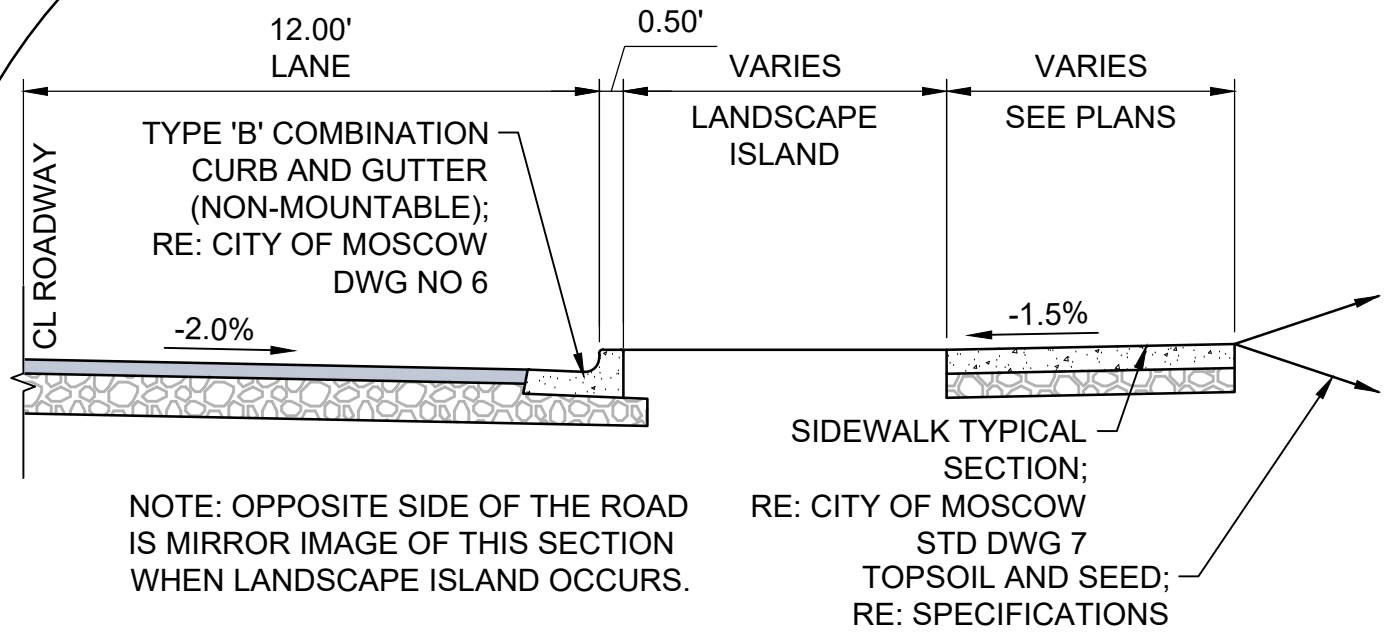 12.00'
LANE
0.50'
VARIES
LANDSCAPE
ISLAND
VARIES
SEE PLANS
CL ROADWAY
TYPE 'B' COMBINATION
CURB AND GUTTER
(NON-MOUNTABLE);
RE: CITY OF MOSCOW
DWG NO 6
-2.0%
-1.5%
SIDEWALK TYPICAL
SECTION;
RE: CITY OF MOSCOW
STD DWG 7
TOPSOIL AND SEED;
RE: SPECIFICATIONS
NOTE: OPPOSITE SIDE OF THE ROAD
IS MIRROR IMAGE OF THIS SECTION
WHEN LANDSCAPE ISLAND OCCURS.